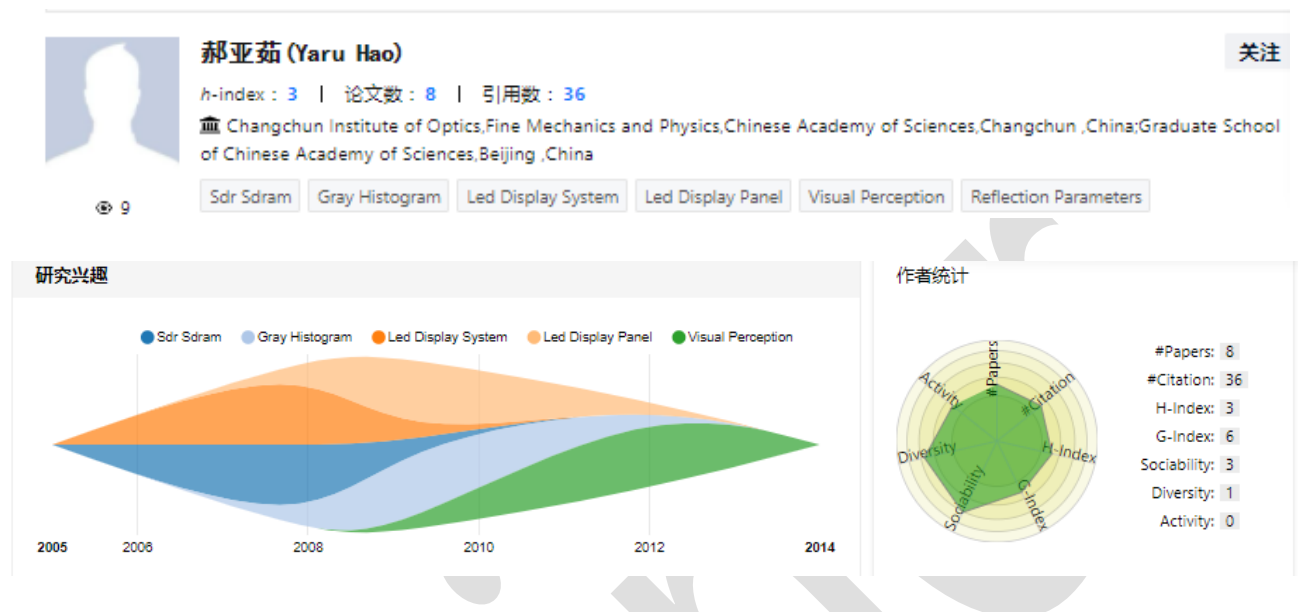 郝亚茹(Yaru Hao)
关注
h-index : 3 | 论文数 : 8 | 引用数 : 36
Changchun Institute of Optics,Fine Mechanics and Physics,Chinese Academy of Sciences,Changchun ,China;Graduate School
of Chinese Academy of Sciences,Beijing ,China
9
Sdr Sdram Gray Histogram Led Display System Led Display Panel Visual Perception Reflection Parameters
研究兴趣
Sdr Sdram Gray Histogram Led Display System Led Display Panel Visual Perception
2005 2006 2008 2010 2012 2014
作者统计
#Papers
#Citation
H-Index
G-Index
Sociability
Diversity
Activity
#Papers: 8
#Citation: 36
H-Index: 3
G-Index: 6
Sociability: 3
Diversity: 1
Activity: 0